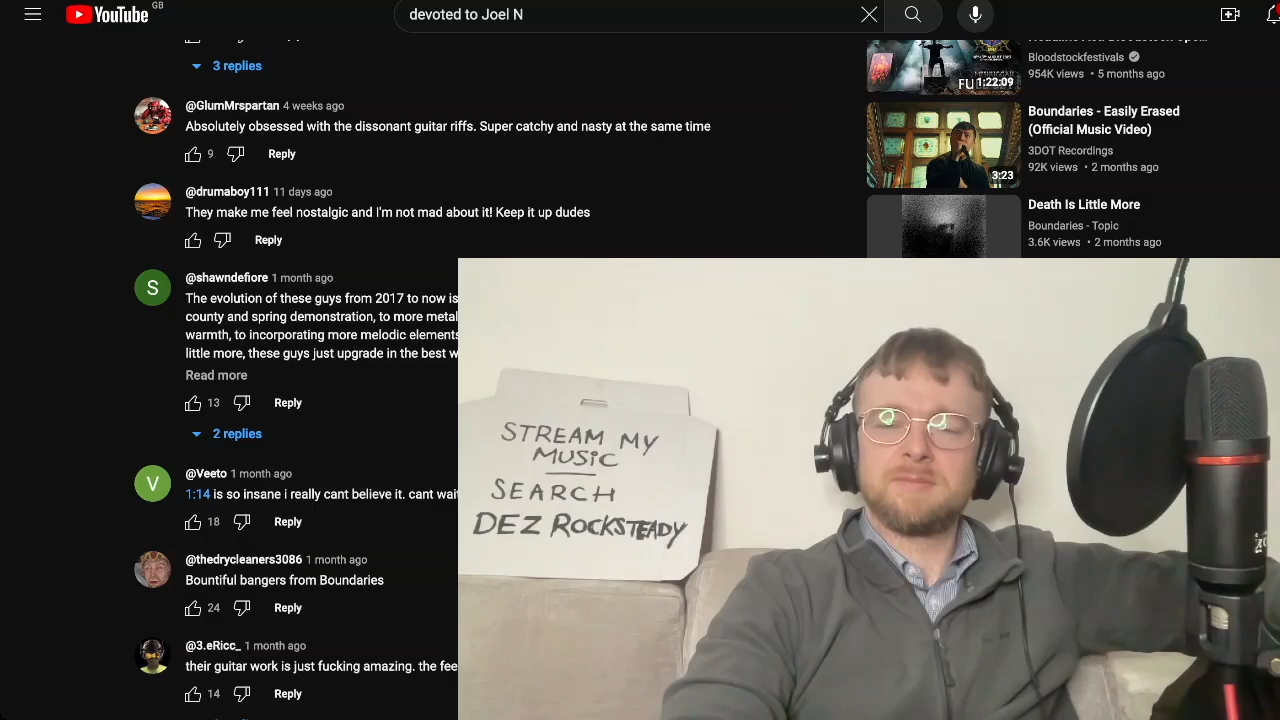 YouTube GB
devoted to Joel N
3 replies
@GlumMrspartan 4 weeks ago
Absolutely obsessed with the dissonant guitar riffs. Super catchy and nasty at the same time
9 Reply
@drumaboy111 11 days ago
They make me feel nostalgic and I'm not mad about it! Keep it up dudes
Reply
@shawndefiore 1 month ago
S
The evolution of these guys from 2017 to now is
county and spring demonstration, to more metal
warmth, to incorporating more melodic elements
little more, these guys just upgrade in the best w
Read more
13 Reply
2 replies
@Veeto 1 month ago
V
1:14 is so insane i really cant believe it. cant wait
18 Reply
@thedrycleaners3086 1 month ago
Bountiful bangers from Boundaries
24 Reply
@3.eRicc_ 1 month ago
their guitar work is just fucking amazing. the fee
14 Reply
1:22:09
Bloodstockfestivals
954K views • 5 months ago
3:23
Boundaries - Easily Erased
(Official Music Video)
3DOT Recordings
92K views • 2 months ago
Death Is Little More
Boundaries - Topic
3.6K views • 2 months ago
STREAM MY
MUSIC
SEARCH
DEZ ROCKSTEADY